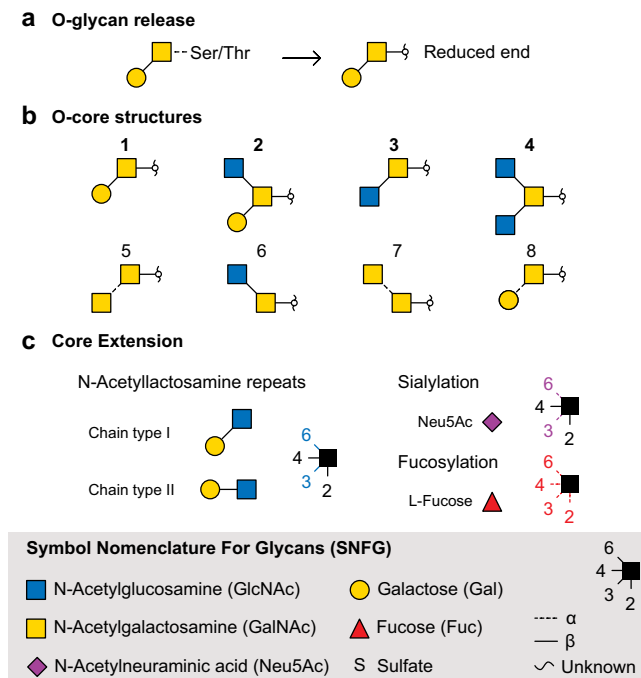 a O-glycan release
Ser/Thr
Reduced end
b O-core structures
1 2 3 4
5 6 7 8
c Core Extension
N-Acetyllactosamine repeats
Chain type I
Chain type II
6
4
3
2
Sialylation
Neu5Ac
6
4
3
2
Fucosylation
L-Fucose
6
4
3
2
Symbol Nomenclature For Glycans (SNFG)
N-Acetylglucosamine (GlcNAc)
N-Acetylgalactosamine (GalNAc)
N-Acetylneuraminic acid (Neu5Ac)
Galactose (Gal)
Fucose (Fuc)
S Sulfate
6
4
3
2
α
β
Unknown